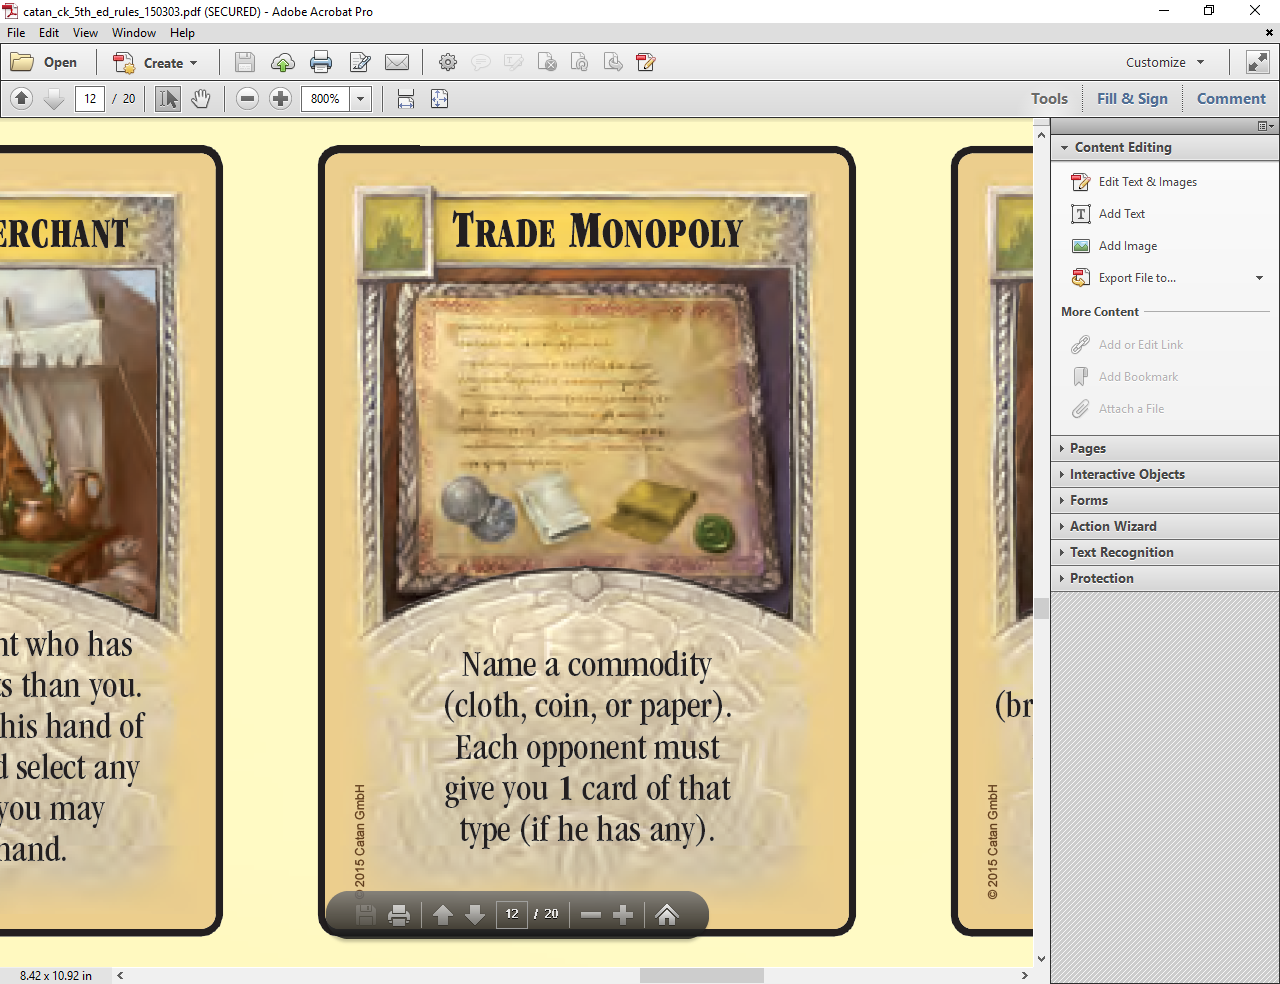 catan_ck_5th_ed_rules_150303.pdf (SECURED) - Adobe Acrobat Pro
File Edit View Window Help
Open Create Customize
12 / 20 800% Tools Fill & Sign Comment
Content Editing
Edit Text & Images
Add Text
Add Image
Export File to...
More Content
Add or Edit Link
Add Bookmark
Attach a File
Pages
Interactive Objects
Forms
Action Wizard
Text Recognition
Protection
ERCHANT
nt who has
ts than you.
his hand of
d select any
you may
hand.
TRADE MONOPOLY
Name a commodity
(cloth, coin, or paper).
Each opponent must
give you 1 card of that
type (if he has any).
© 2015 Catan GmbH
(br
© 2015 Catan GmbH
12 / 20
8.42 x 10.92 in